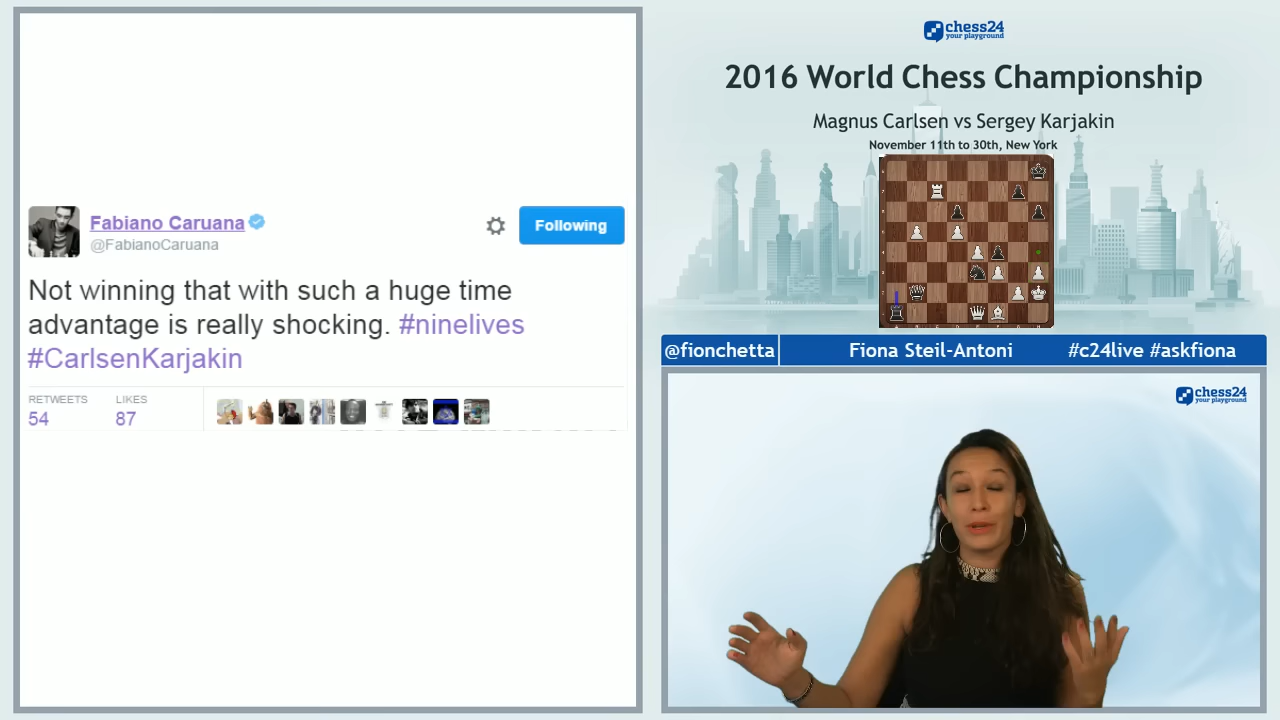 Fabiano Caruana
@FabianoCaruana
Following
Not winning that with such a huge time
advantage is really shocking. #ninelives
#CarlsenKarjakin
RETWEETS
54
LIKES
87
chess24
your playground
2016 World Chess Championship
Magnus Carlsen vs Sergey Karjakin
November 11th to 30th, New York
@fionchetta
Fiona Steil-Antoni
#c24live #askfiona
chess24
your playground